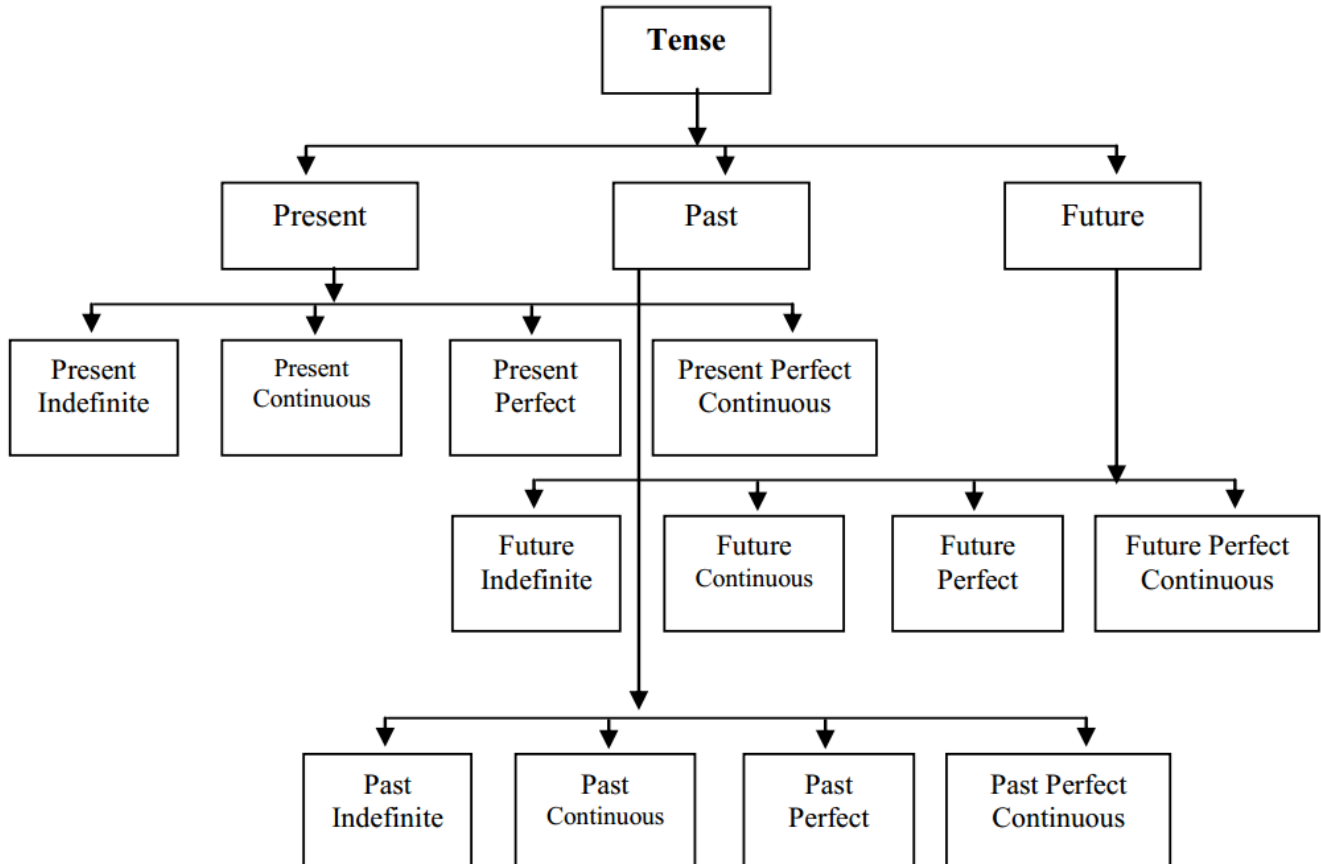 Tense
Present
Past
Future
Present
Indefinite
Present
Continuous
Present
Perfect
Present Perfect
Continuous
Future
Indefinite
Future
Continuous
Future
Perfect
Future Perfect
Continuous
Past
Indefinite
Past
Continuous
Past
Perfect
Past Perfect
Continuous